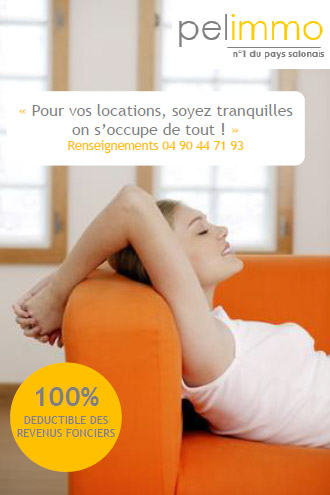 pelimmo
n°1 du pays salonais
« Pour vos locations, soyez tranquilles
on s'occupe de tout ! »
Renseignements 04 90 44 71 93
100%
DEDUCTIBLE DES
REVENUS FONCIERS